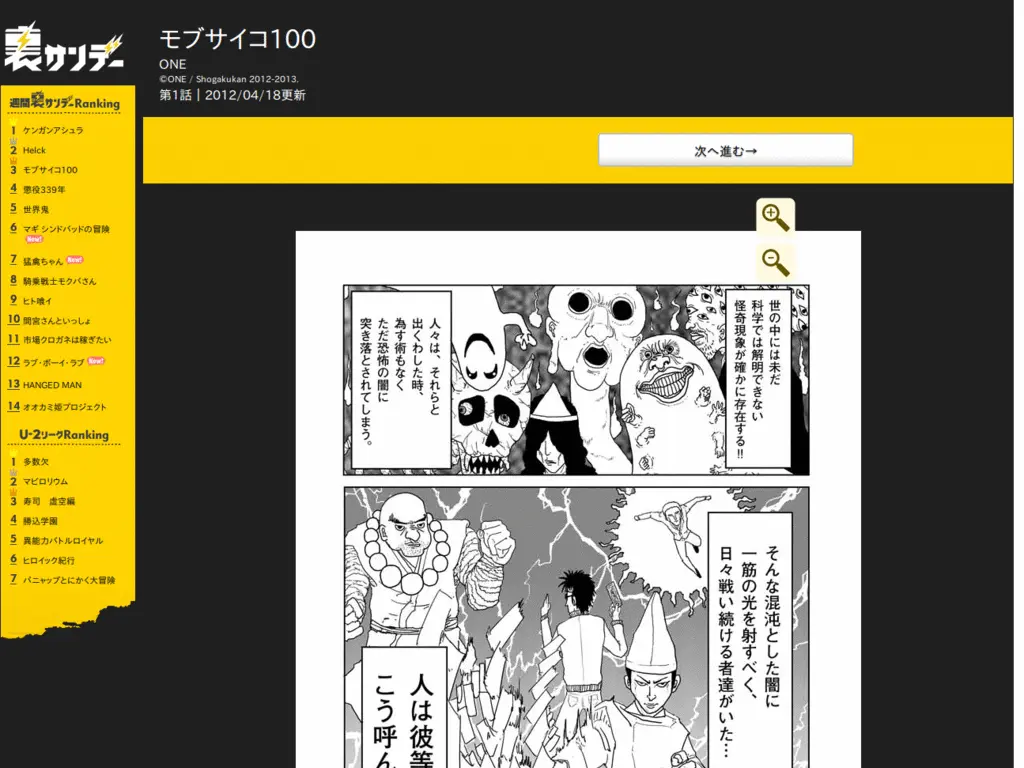 裏サンデー
モブサイコ100
ONE
©ONE / Shogakukan 2012-2013.
第1話 | 2012/04/18更新
次へ進む→
週間裏サンデーRanking
1 ケンガンアシュラ
2 Helck
3 モブサイコ100
4 懲役339年
5 世界鬼
6 マギ シンドバッドの冒険
New!
7 猛禽ちゃん New!
8 騎乗戦士モクバさん
9 ヒト喰イ
10 間宮さんといっしょ
11 市場クロガネは稼ぎたい
12 ラブ・ボーイ・ラブ New!
13 HANGED MAN
14 オオカミ姫プロジェクト
U-2リーグRanking
1 多数欠
2 マビロリウム
3 寿司 虚空編
4 勝込学園
5 異能力バトルロイヤル
6 ヒロイック紀行
7 バニャップとにかく大冒険
世の中には未だ
科学では解明できない
怪奇現象が確かに存在する!!
人々は、それらと
出くわした時、
為す術もなく
ただ恐怖の闇に
突き落とされてしまう。
そんな混沌とした闇に
一筋の光を射すべく、
日々戦い続ける者達がいた…
人は彼等
こう呼ん